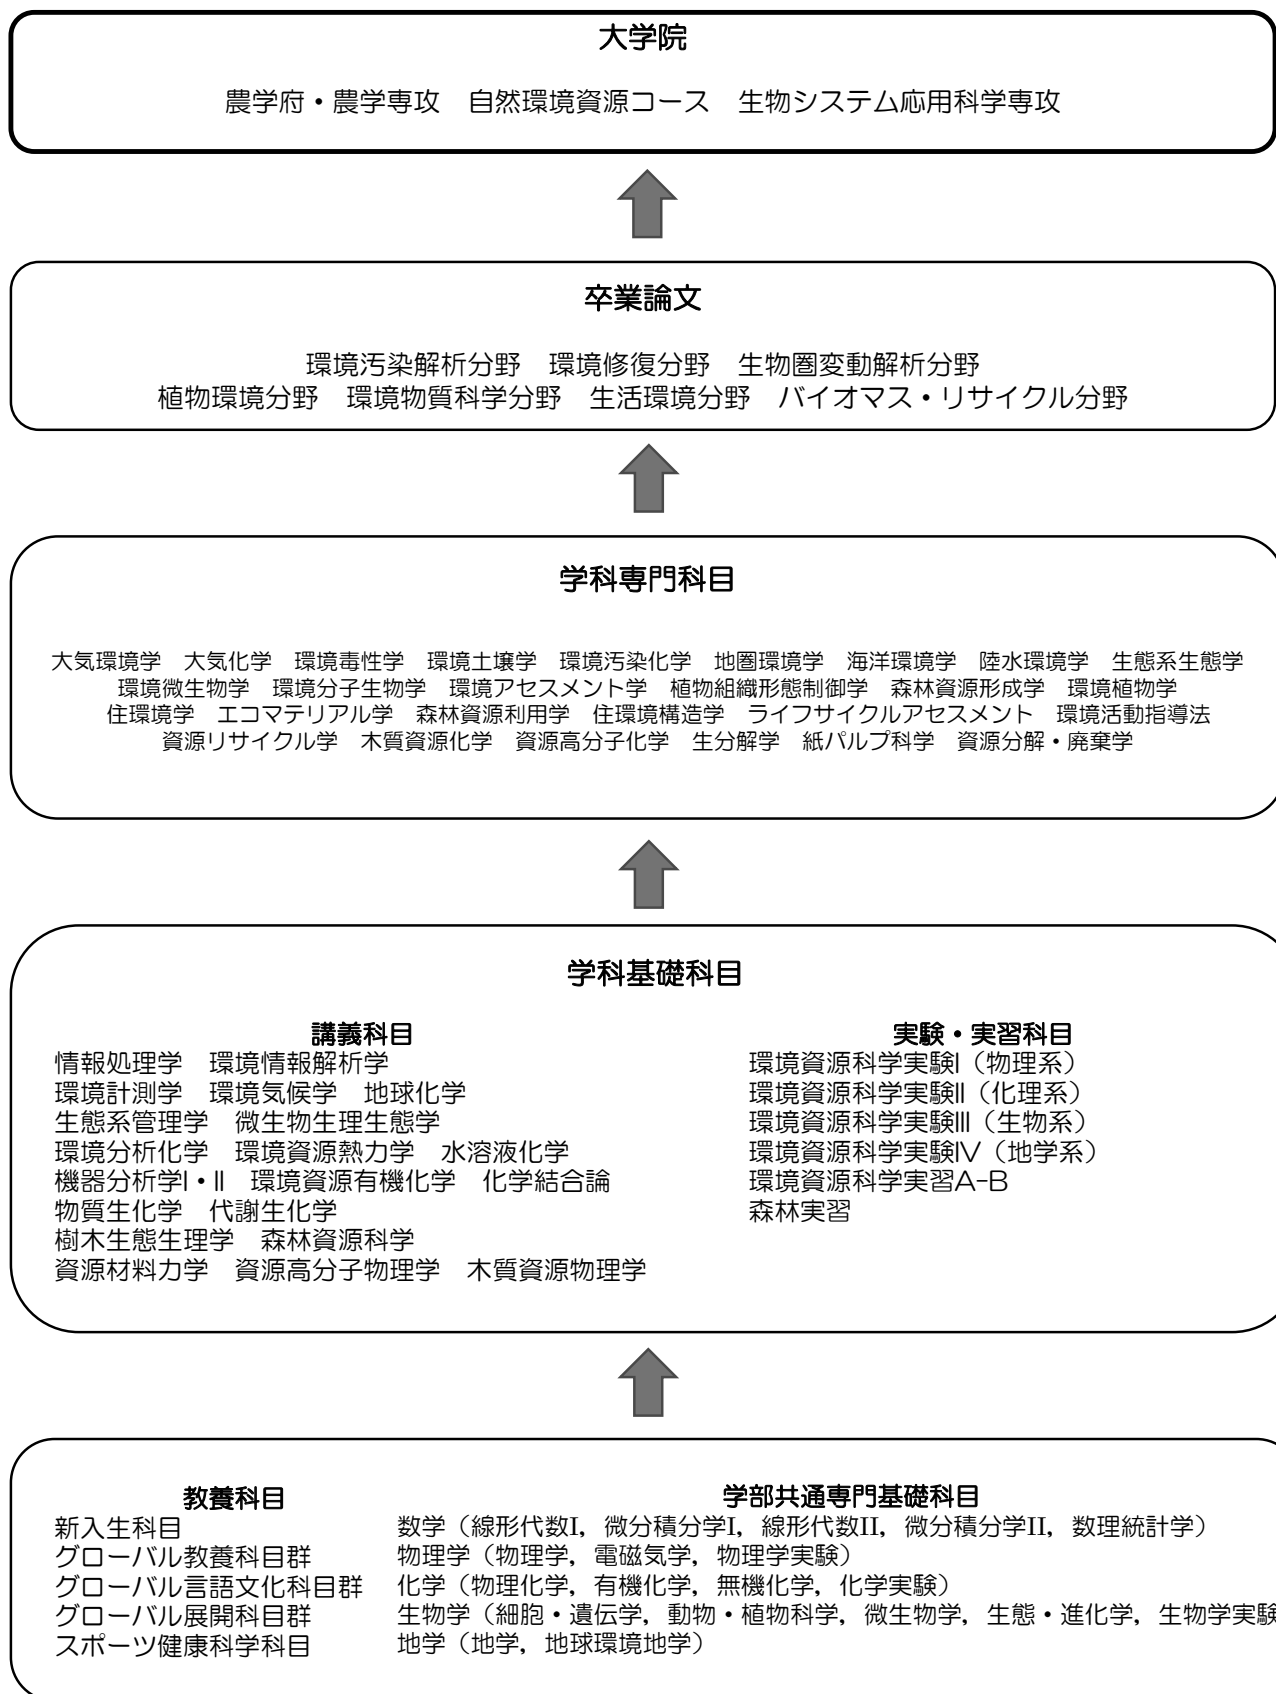 大学院
農学府・農学専攻　自然環境資源コース　生物システム応用科学専攻
卒業論文
環境汚染解析分野　環境修復分野　生物圏変動解析分野
植物環境分野　環境物質科学分野　生活環境分野　バイオマス・リサイクル分野
学科専門科目
大気環境学　大気化学　環境毒性学　環境土壌学　環境汚染化学　地圏環境学　海洋環境学　陸水環境学　生態系生態学
環境微生物学　環境分子生物学　環境アセスメント学　植物組織形態制御学　森林資源形成学　環境植物学
住環境学　エコマテリアル学　森林資源利用学　住環境構造学　ライフサイクルアセスメント　環境活動指導法
資源リサイクル学　木質資源化学　資源高分子化学　生分解学　紙パルプ科学　資源分解・廃棄学
学科基礎科目
講義科目
情報処理学　環境情報解析学
環境計測学　環境気候学　地球化学
生態系管理学　微生物生理生態学
環境分析化学　環境資源熱力学　水溶液化学
機器分析学I・II　環境資源有機化学　化学結合論
物質生化学　代謝生化学
樹木生態生理学　森林資源科学
資源材料力学　資源高分子物理学　木質資源物理学
実験・実習科目
環境資源科学実験I（物理系）
環境資源科学実験II（化理系）
環境資源科学実験III（生物系）
環境資源科学実験IV（地学系）
環境資源科学実習A-B
森林実習
教養科目
新入生科目
グローバル教養科目群
グローバル言語文化科目群
グローバル展開科目群
スポーツ健康科学科目
学部共通専門基礎科目
数学（線形代数I，微分積分学I，線形代数II，微分積分学II，数理統計学）
物理学（物理学，電磁気学，物理学実験）
化学（物理化学，有機化学，無機化学，化学実験）
生物学（細胞・遺伝学，動物・植物科学，微生物学，生態・進化学，生物学実験
地学（地学，地球環境地学）